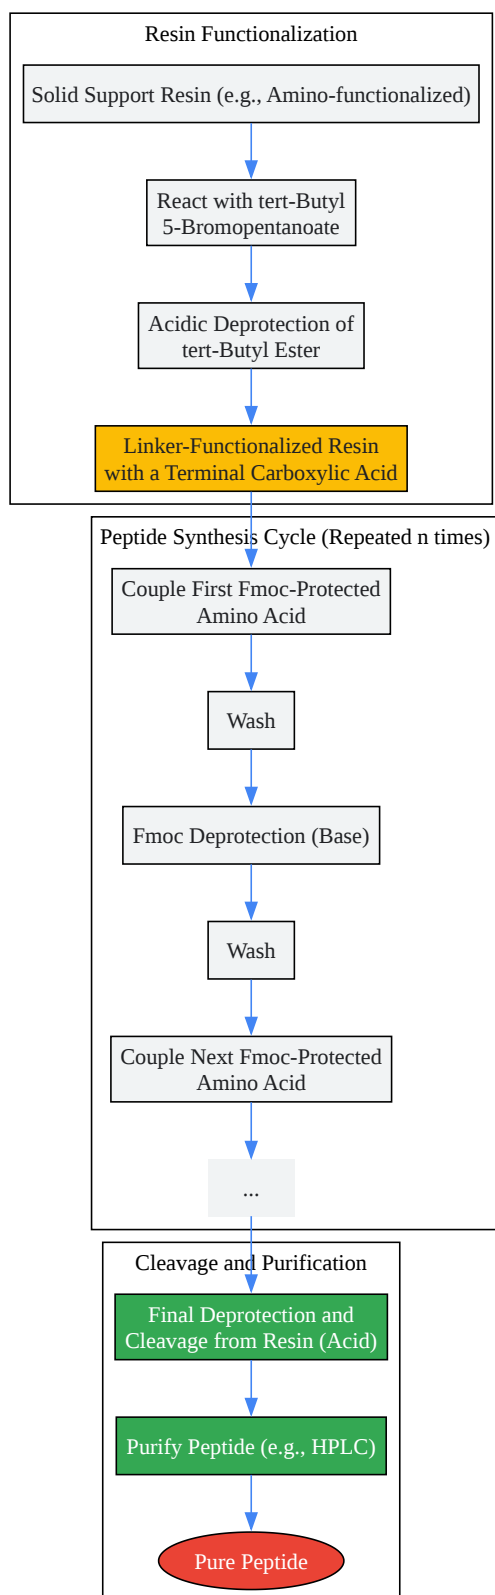 Resin Functionalization
Solid Support Resin (e.g., Amino-functionalized)
React with tert-Butyl
5-Bromopentanoate
Acidic Deprotection of
tert-Butyl Ester
Linker-Functionalized Resin
with a Terminal Carboxylic Acid
Peptide Synthesis Cycle (Repeated n times)
Couple First Fmoc-Protected
Amino Acid
Wash
Fmoc Deprotection (Base)
Wash
Couple Next Fmoc-Protected
Amino Acid
...
Cleavage and Purification
Final Deprotection and
Cleavage from Resin (Acid)
Purify Peptide (e.g., HPLC)
Pure Peptide